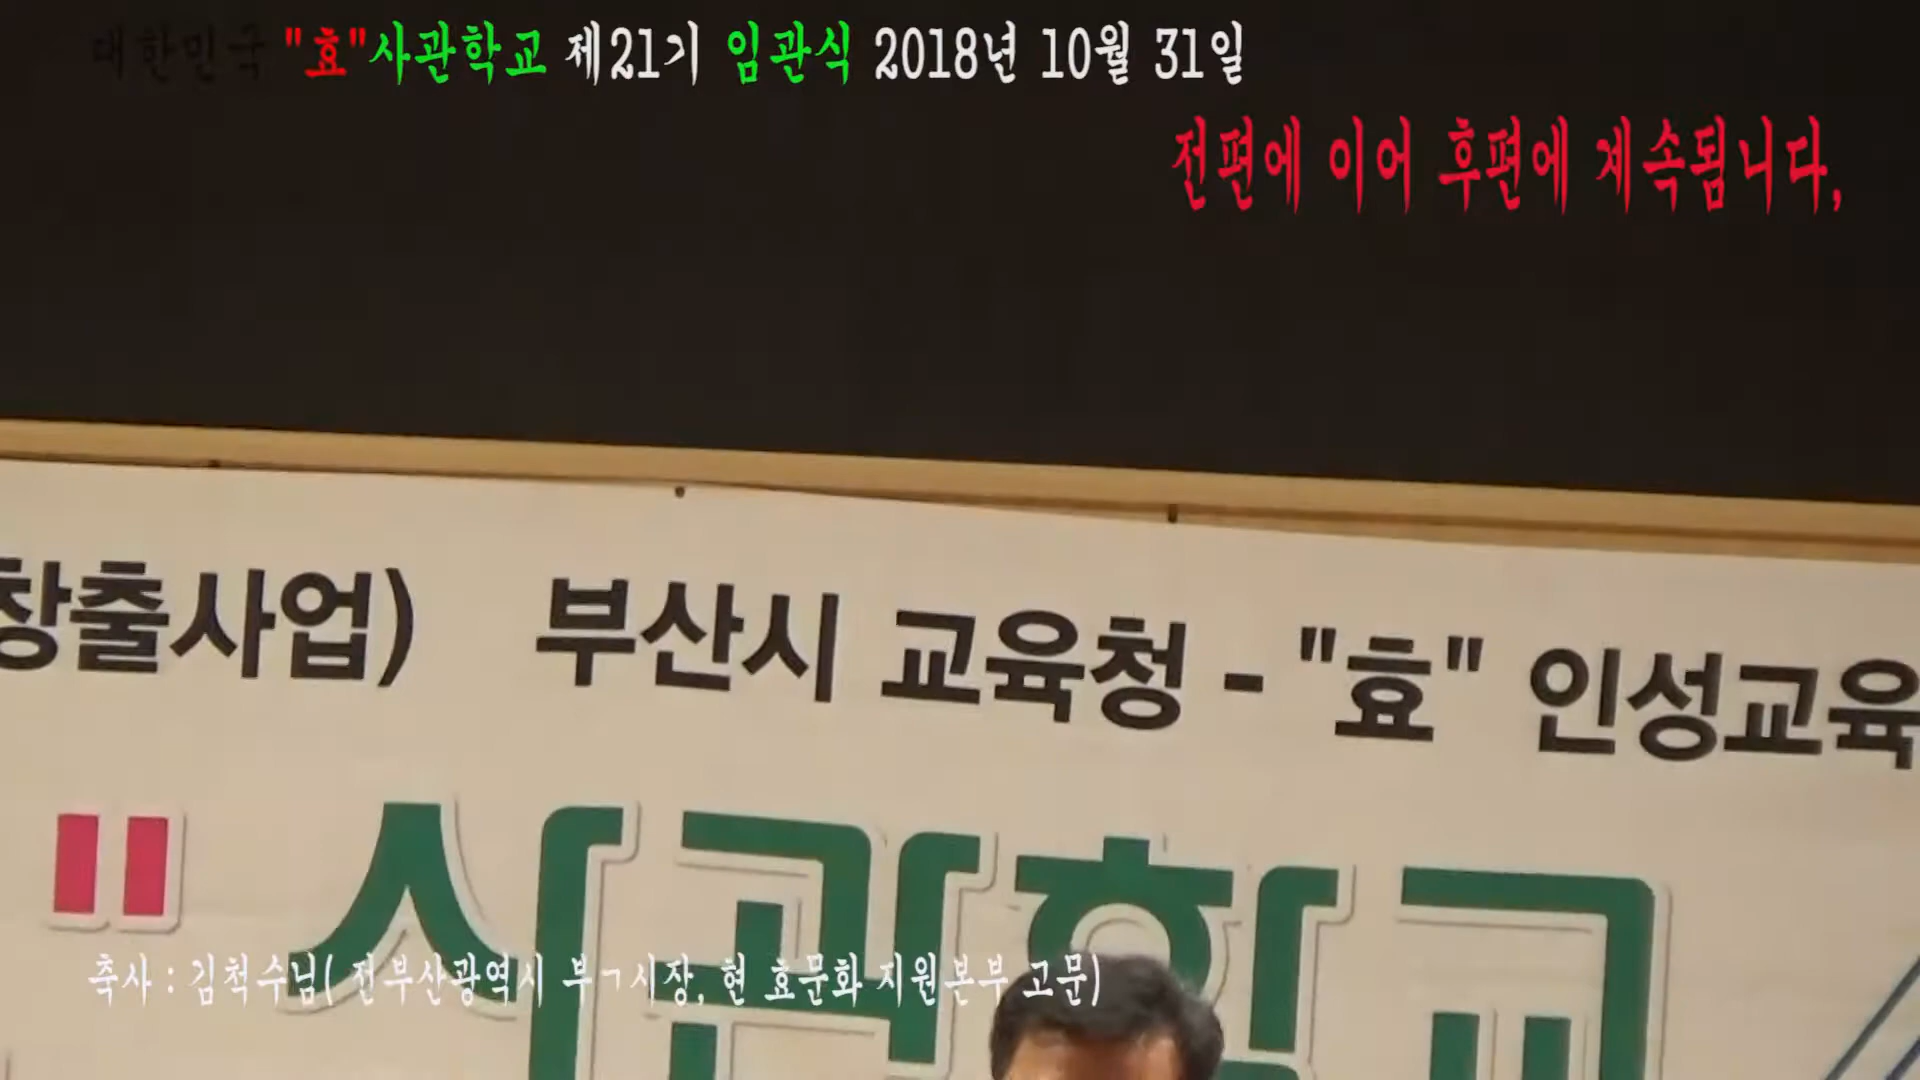 대한민국 "효"사관학교 제21기 임관식 2018년 10월 31일
전편에 이어 후편에 계속됩니다,
창출사업) 부산시 교육청 - "효" 인성교육
" 사관학교
축사 : 김척수님( 전부산광역시 부ㄱ시장, 현 효문화 지원본부 고문)